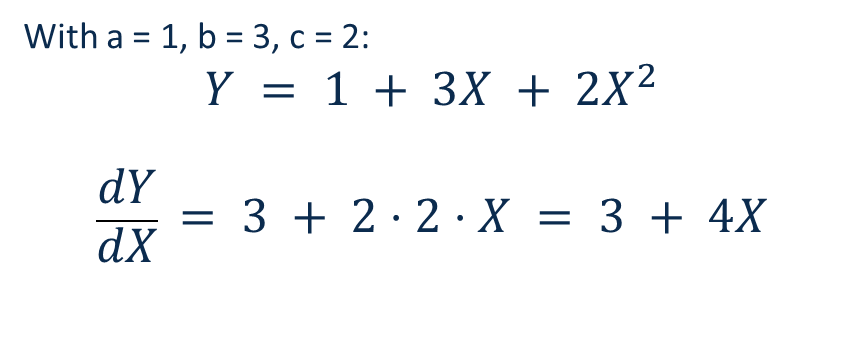 With a = 1, b = 3, c = 2:
Y = 1 + 3X + 2X²
dY/dX = 3 + 2 · 2 · X = 3 + 4X